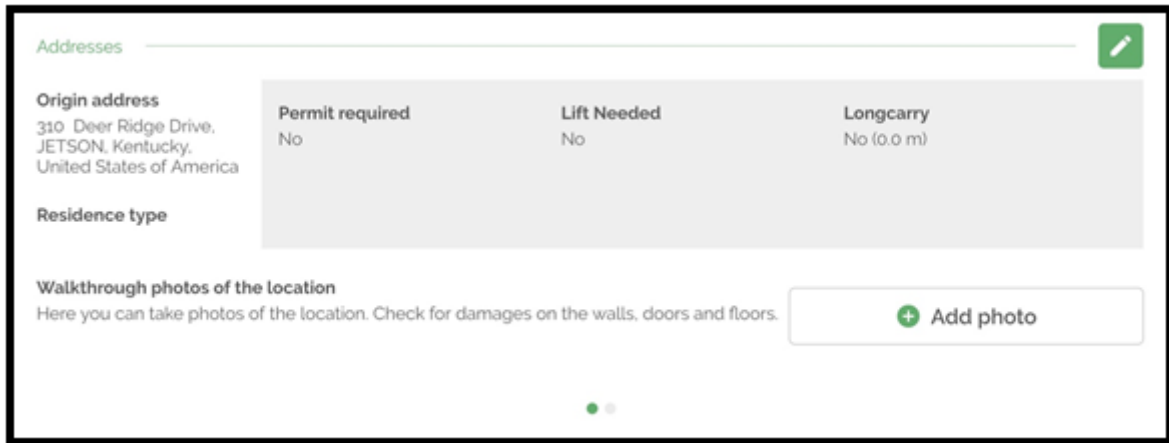 Addresses
Origin address
310 Deer Ridge Drive,
JETSON, Kentucky,
United States of America
Residence type
Permit required
No
Lift Needed
No
Longcarry
No (0.0 m)
Walkthrough photos of the location
Here you can take photos of the location. Check for damages on the walls, doors and floors.
Add photo